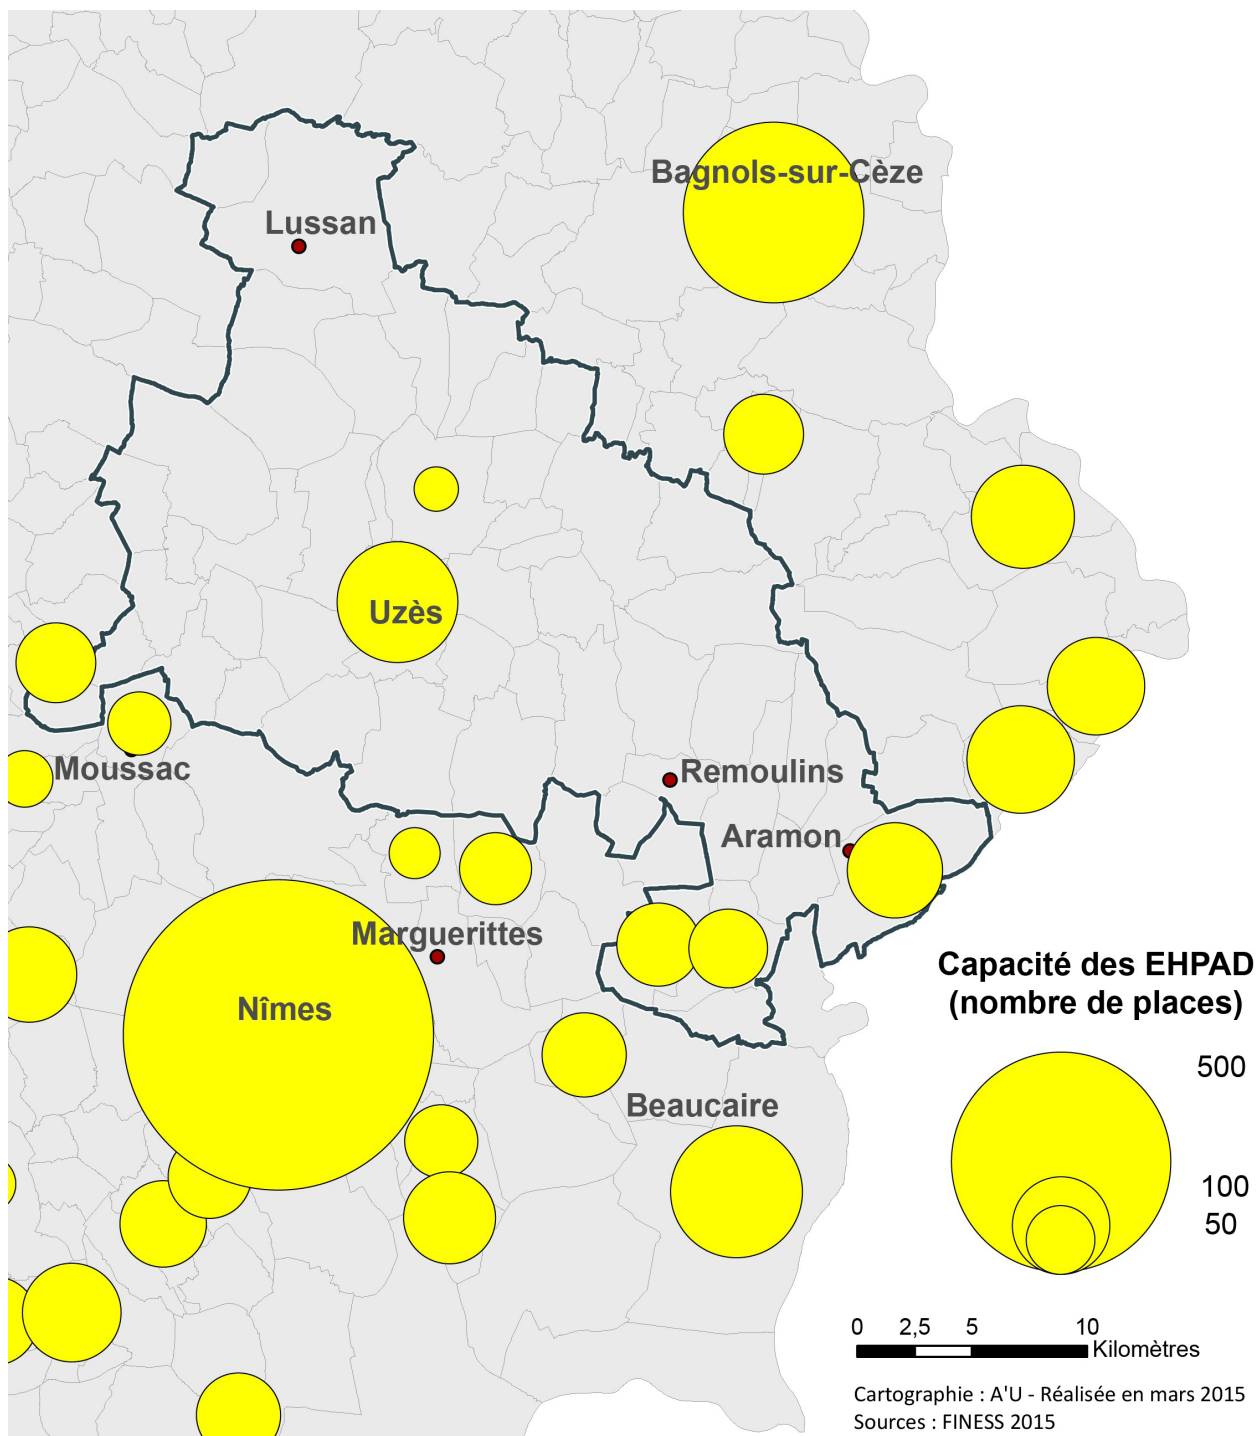 Bagnols-sur-Cèze
Lussan
Uzès
Moussac
Remoulins
Aramon
Marguerittes
Nîmes
Beaucaire
Capacité des EHPAD
(nombre de places)
500
100
50
0 2,5 5 10
Kilomètres
Cartographie : A'U - Réalisée en mars 2015
Sources : FINESS 2015